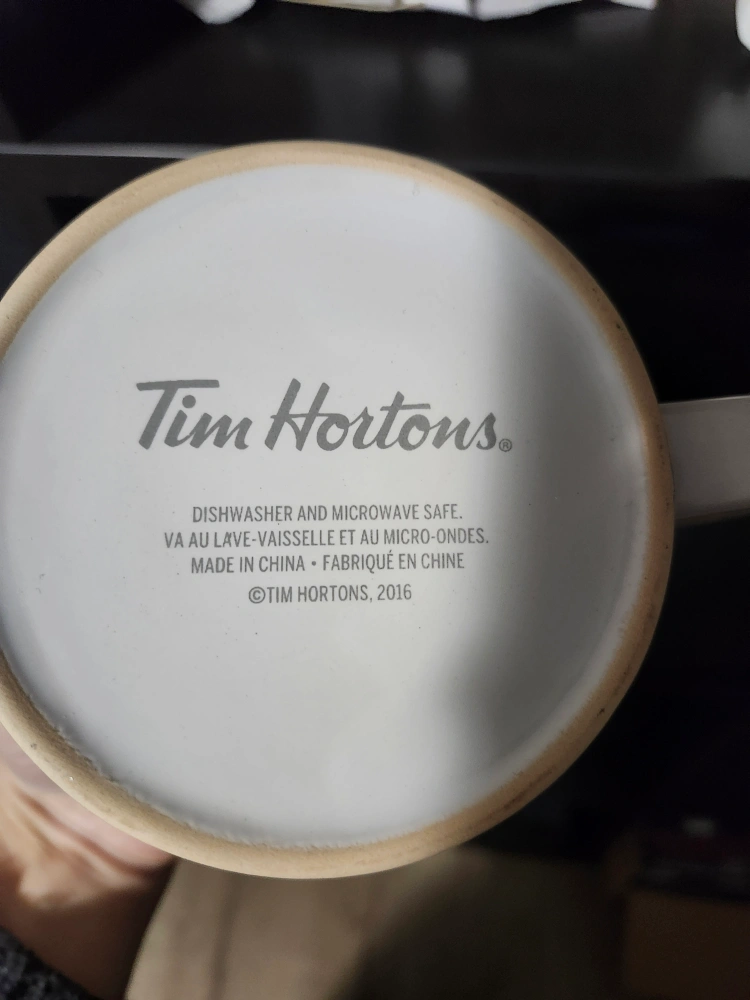 Tim Hortons®
DISHWASHER AND MICROWAVE SAFE.
VA AU LAVE-VAISSELLE ET AU MICRO-ONDES.
MADE IN CHINA • FABRIQUÉ EN CHINE
©TIM HORTONS, 2016